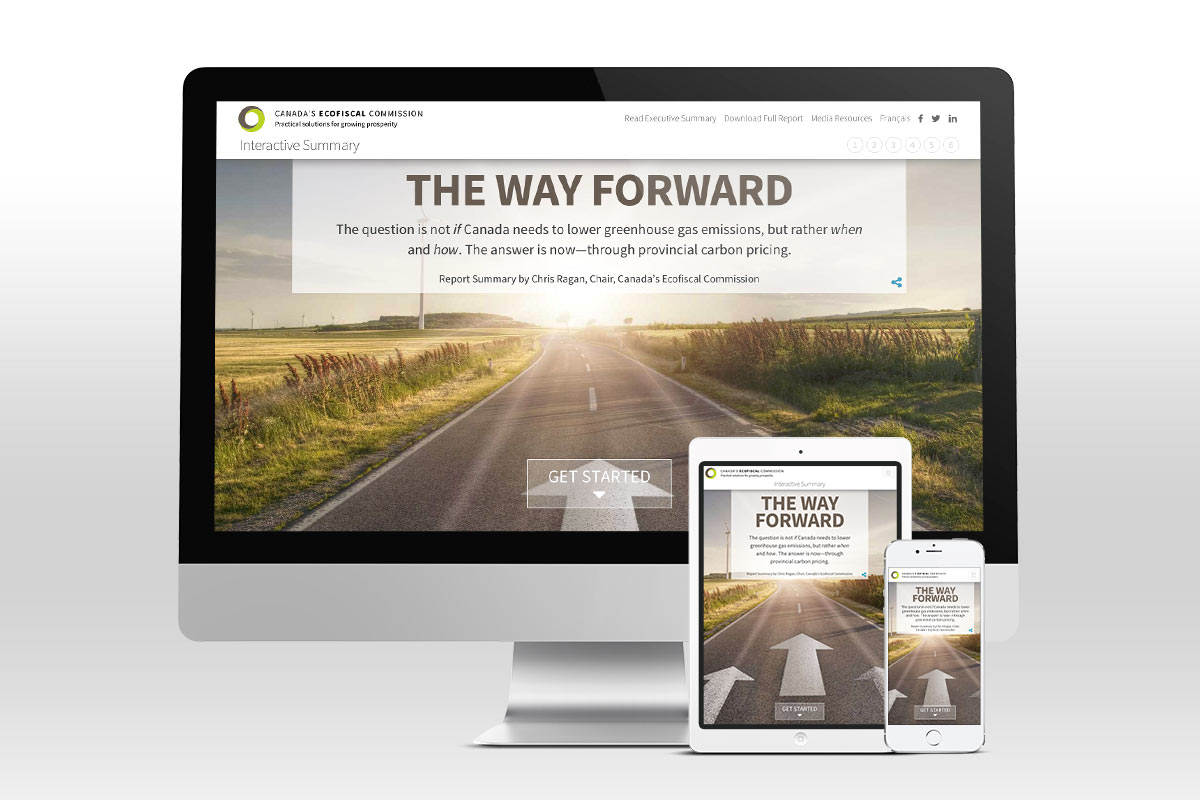 CANADA'S ECOFISCAL COMMISSION
Practical solutions for growing prosperity
Read Executive Summary Download Full Report Media Resources Français
Interactive Summary
1 2 3 4 5 6
THE WAY FORWARD
The question is not if Canada needs to lower greenhouse gas emissions, but rather when
and how. The answer is now—through provincial carbon pricing.
Report Summary by Chris Ragan, Chair, Canada's Ecofiscal Commission
GET STARTED
CANADA'S ECOFISCAL COMMISSION
Practical solutions for growing prosperity
Interactive Summary
THE WAY
FORWARD
The question is not if Canada needs to lower
greenhouse gas emissions, but rather when
and how. The answer is now—through
provincial carbon pricing.
Report Summary by Chris Ragan, Chair, Canada's Ecofiscal Commission
GET STARTED
CANADA'S ECOFISCAL COMMISSION
THE WAY
FORWARD
The question is not if Canada needs to lower
greenhouse gas emissions, but rather when
and how. The answer is now—through
provincial carbon pricing.
Report Summary by Chris Ragan, Chair,
Canada's Ecofiscal Commission
GET STARTED